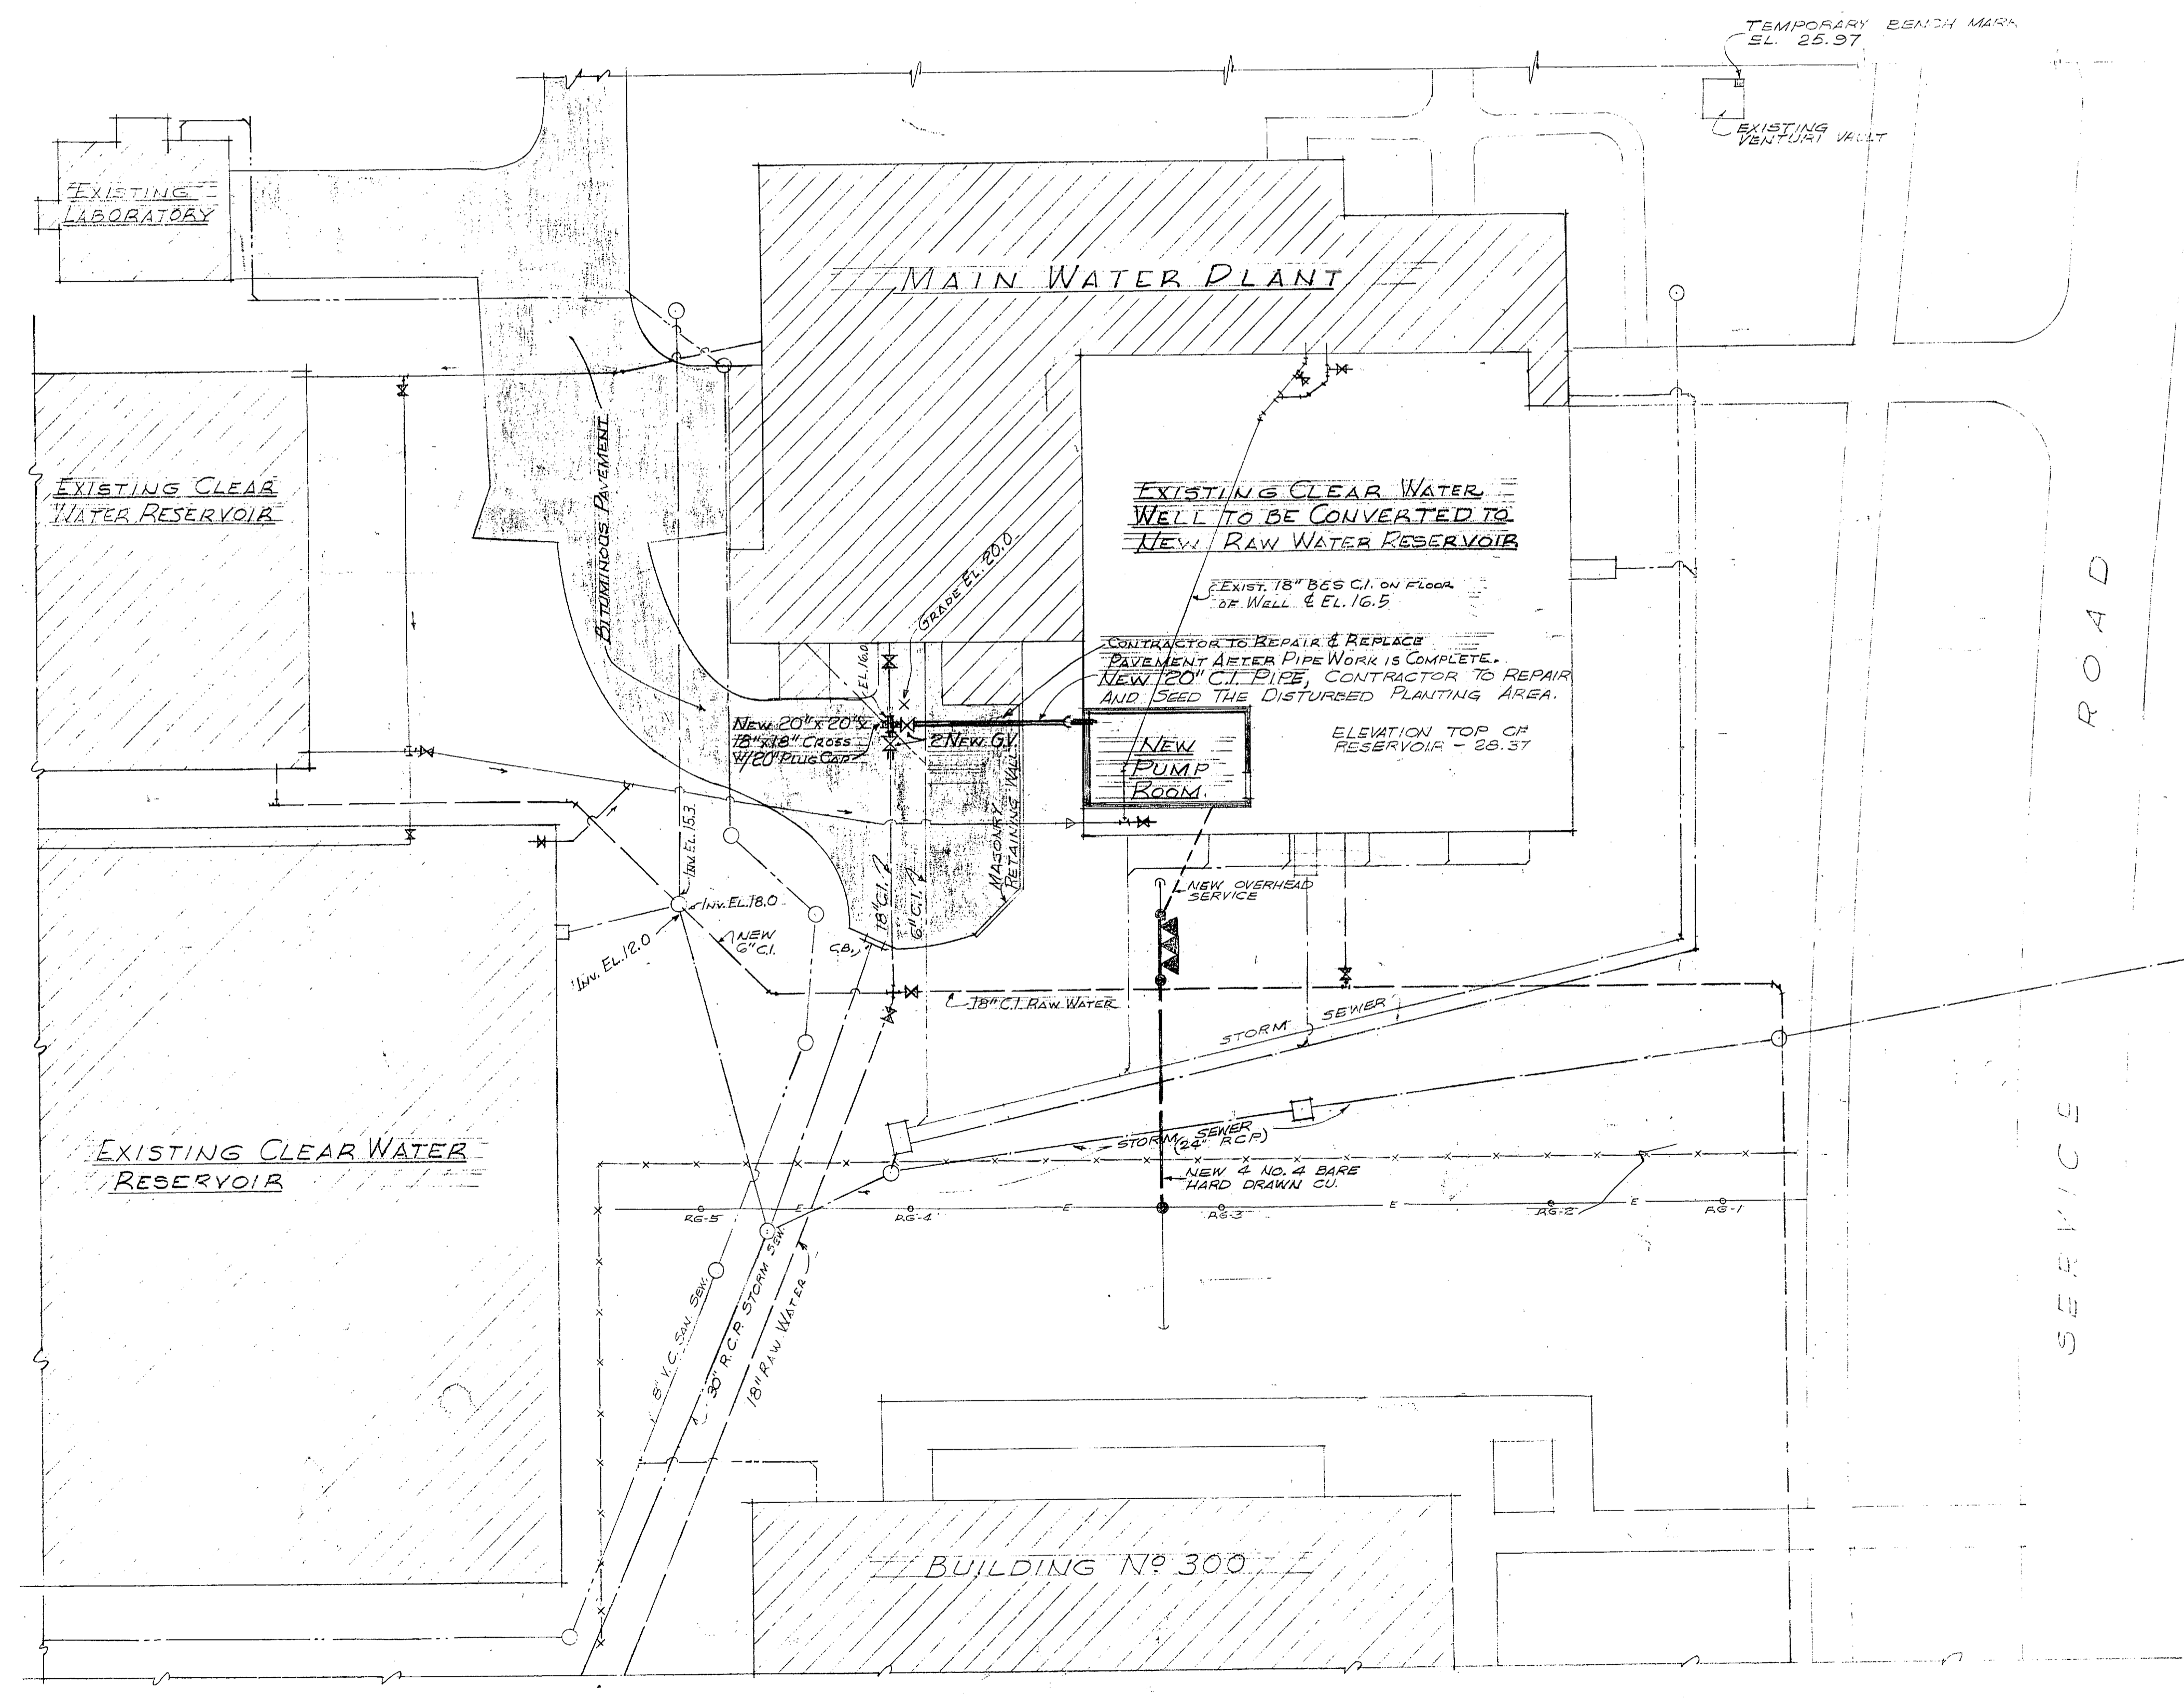 TEMPORARY BENCH MARK
EL. 25.97
EXISTING
VENTURI VAULT
EXISTING
LABORATORY
MAIN WATER PLANT
BITUMINOUS PAVEMENT
EXISTING CLEAR
WATER RESERVOIR
EXISTING CLEAR WATER
WELL TO BE CONVERTED TO
NEW RAW WATER RESERVOIR
GRADE EL. 20.0
EXIST. 18" B&S C.I. ON FLOOR
OF WELL ℄ EL. 16.5
EL. 16.0
CONTRACTOR TO REPAIR & REPLACE
PAVEMENT AFTER PIPE WORK IS COMPLETE.
NEW 20" C.I. PIPE, CONTRACTOR TO REPAIR
AND SEED THE DISTURBED PLANTING AREA.
NEW 20" X 20" X
18" X 18" CROSS
W/20" PLUG CAP
2 NEW G.V.
NEW
PUMP
ROOM
ELEVATION TOP OF
RESERVOIR - 28.37
MASONRY
RETAINING WALL
INV. EL. 15.3
INV. EL. 18.0
INV. EL. 12.0
NEW
6" C.I.
C.B.
18" C.I.
6" C.I.
NEW OVERHEAD
SERVICE
18" C.I. RAW WATER
STORM SEWER
STORM SEWER
(24" R.C.P.)
NEW 4 NO. 4 BARE
HARD DRAWN CU.
EXISTING CLEAR WATER
RESERVOIR
RG-5
E
RG-4
E
RG-3
E
RG-2
E
RG-1
8" V.C. SAN. SEW.
30" R.C.P. STORM SEW.
18" RAW WATER
BUILDING Nº 300
SERVICE ROAD